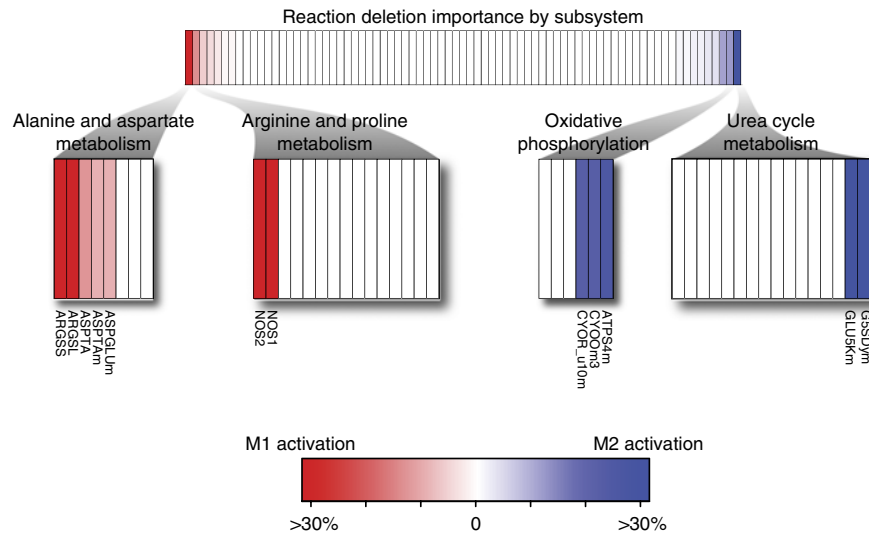 Reaction deletion importance by subsystem
Alanine and aspartate
metabolism
Arginine and proline
metabolism
Oxidative
phosphorylation
Urea cycle
metabolism
ARGSS
ARGSL
ASPTA
ASPTAm
ASPGLUm
NOS2
NOS1
CYOR_u10m
CYOOm3
ATPS4m
GLU5Km
G5SDym
M1 activation
M2 activation
>30%
0
>30%